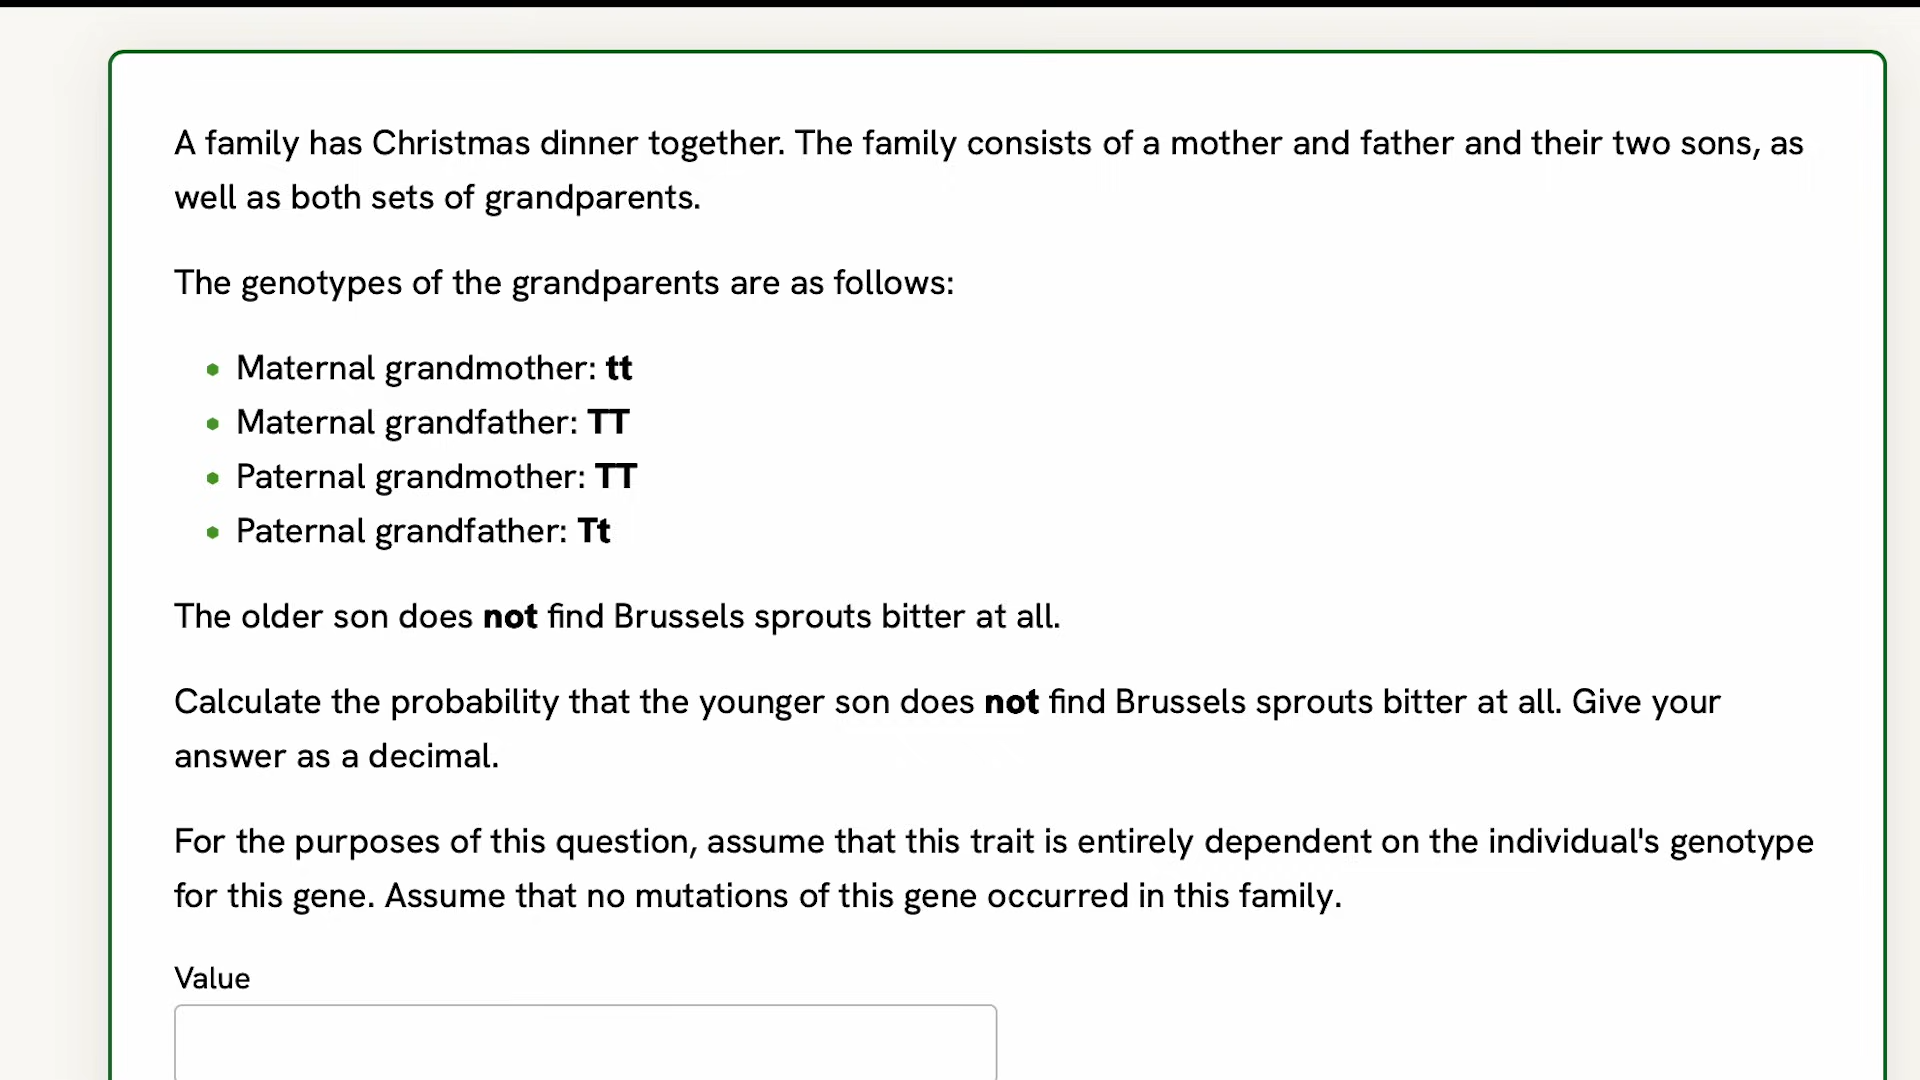 A family has Christmas dinner together. The family consists of a mother and father and their two sons, as
well as both sets of grandparents.
The genotypes of the grandparents are as follows:
Maternal grandmother: tt
Maternal grandfather: TT
Paternal grandmother: TT
Paternal grandfather: Tt
The older son does not find Brussels sprouts bitter at all.
Calculate the probability that the younger son does not find Brussels sprouts bitter at all. Give your
answer as a decimal.
For the purposes of this question, assume that this trait is entirely dependent on the individual's genotype
for this gene. Assume that no mutations of this gene occurred in this family.
Value